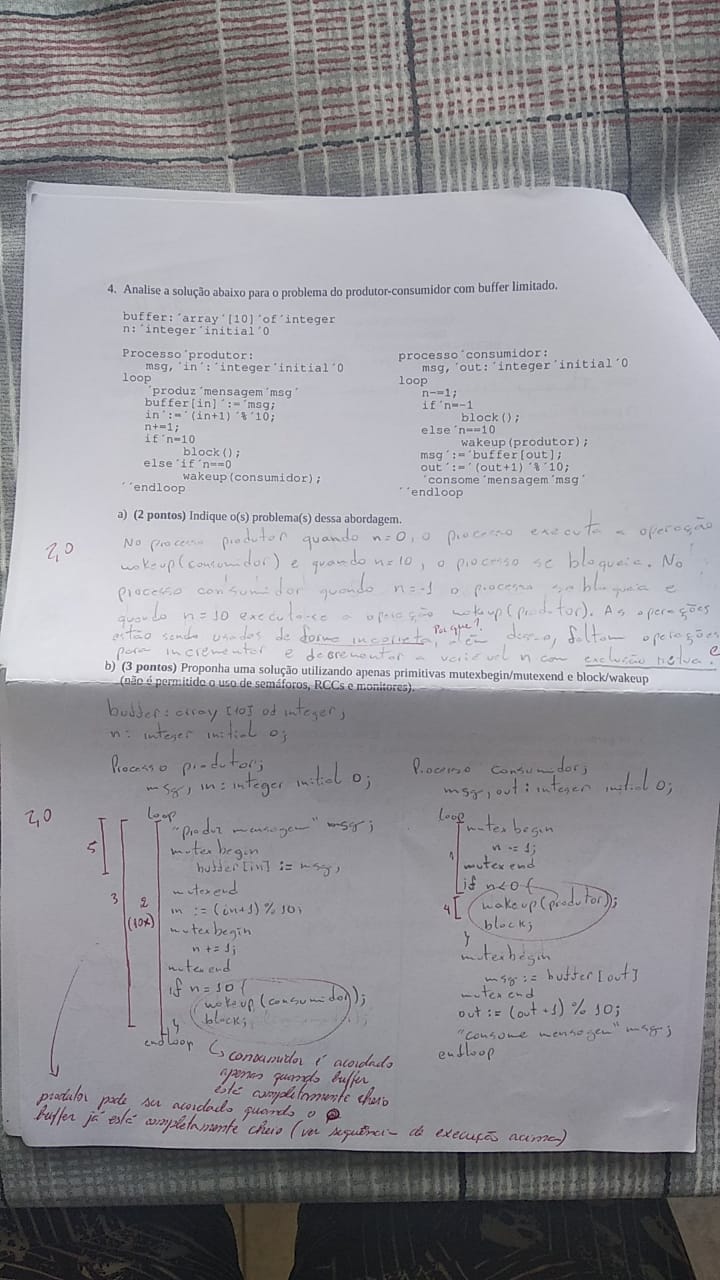 4. Analise a solução abaixo para o problema do produtor-consumidor com buffer limitado.
buffer:´array´[10]´of´integer
n:´integer´initial´0
Processo´produtor:
msg,´in´:´integer´initial´0
loop
´produz´mensagem´msg´
buffer[in]´:=´msg;
in´:=´(in+1)´%´10;
n+=1;
if´n=10
block();
else´if´n==0
wakeup(consumidor);
´´endloop
processo´consumidor:
msg,´out:´integer´initial´0
loop
n-=1;
if´n=-1
block();
else´n==10
wakeup(produtor);
msg´:=´buffer[out];
out´:=´(out+1)´%´10;
´consome´mensagem´msg´
´´endloop
a) (2 pontos) Indique o(s) problema(s) dessa abordagem.
2,0
No processo produtor quando n=0, o processo executa a operação
wakeup(consumidor) e quando n=10, o processo se bloqueia. No
processo consumidor quando n=-1 o processo se bloqueia e
quando n=10 executa-se a operação wakeup(produtor). As operações
Por que?
estão sendo usadas de forma incorreta, além disso, faltam operações
para incrementar e decrementar a variável n com exclusão mútua. e
b) (3 pontos) Proponha uma solução utilizando apenas primitivas mutexbegin/mutexend e block/wakeup
(não é permitido o uso de semáforos, RCCs e monitores).
buffer: array [10] of integer;
n: integer initial 0;
Processo produtor;
msg, in: integer initial 0;
2,0
loop
"produz mensagem" msg;
mutexbegin
buffer[in] := msg;
mutexend
in := (in+1) % 10;
mutexbegin
n += 1;
mutexend
if n = 10 {
wakeup(consumidor);
block;
}
endloop
5
3
2
(10x)
Processo consumidor;
msg, out: integer initial 0;
loop
mutexbegin
n -= 1;
mutexend
if n<0 {
wakeup(produtor);
block;
}
mutexbegin
msg := buffer[out]
mutexend
out := (out+1) % 10;
"consome mensagem" msg;
endloop
1
4
consumidor é acordado
apenas quando buffer
está completamente cheio
produtor pode ser acordado quando o
buffer já está completamente cheio (ver sequência de execução acima)